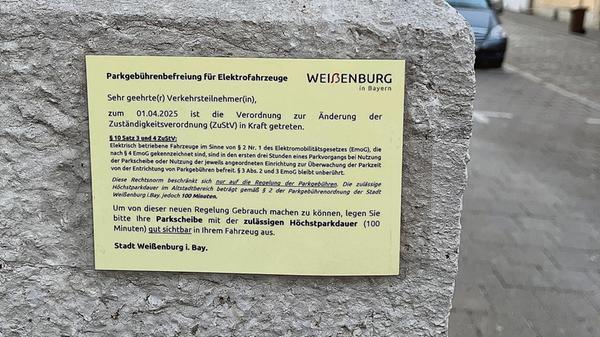 Parkgebührenbefreiung für Elektrofahrzeuge
WEIẞENBURG
in Bayern
Sehr geehrte(r) Verkehrsteilnehmer(in),
zum 01.04.2025 ist die Verordnung zur Änderung der
Zuständigkeitsverordnung (ZuStV) in Kraft getreten.
§ 10 Satz 3 und 4 ZuStV:
Elektrisch betriebene Fahrzeuge im Sinne von § 2 Nr. 1 des Elektromobilitätsgesetzes (EmoG), die
nach § 4 EmoG gekennzeichnet sind, sind in den ersten drei Stunden eines Parkvorgangs bei Nutzung
der Parkscheibe oder Nutzung der jeweils angeordneten Einrichtung zur Überwachung der Parkzeit
von der Entrichtung von Parkgebühren befreit. § 3 Abs. 2 und 3 EmoG bleibt unberührt.
Diese Rechtsnorm beschränkt sich nur auf die Regelung der Parkgebühren. Die zulässige
Höchstparkdauer im Altstadtbereich beträgt gemäß § 2 der Parkgebührenordnung der Stadt
Weißenburg i.Bay. jedoch 100 Minuten.
Um von dieser neuen Regelung Gebrauch machen zu können, legen Sie
bitte Ihre Parkscheibe mit der zulässigen Höchstparkdauer (100
Minuten) gut sichtbar in Ihrem Fahrzeug aus.
Stadt Weißenburg i. Bay.